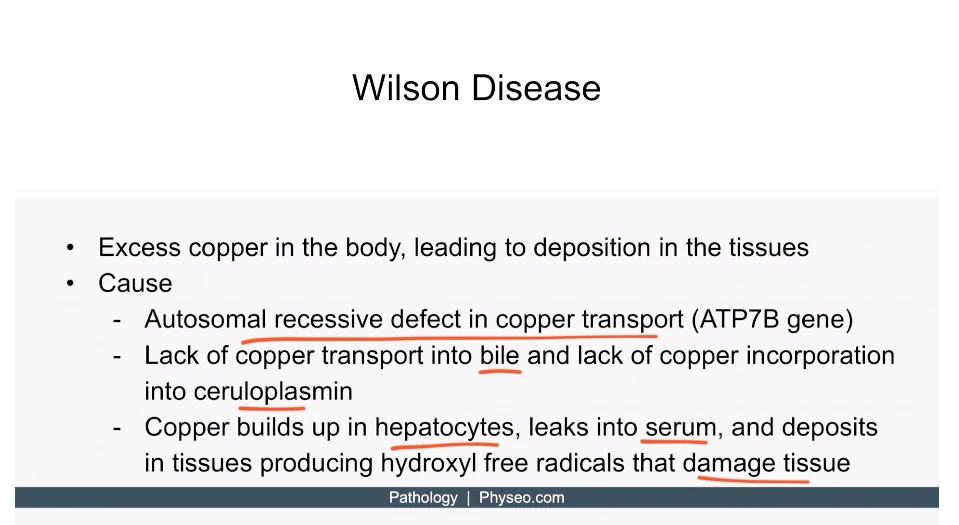 Wilson Disease
• Excess copper in the body, leading to deposition in the tissues
• Cause
- Autosomal recessive defect in copper transport (ATP7B gene)
- Lack of copper transport into bile and lack of copper incorporation
into ceruloplasmin
- Copper builds up in hepatocytes, leaks into serum, and deposits
in tissues producing hydroxyl free radicals that damage tissue
Pathology | Physeo.com